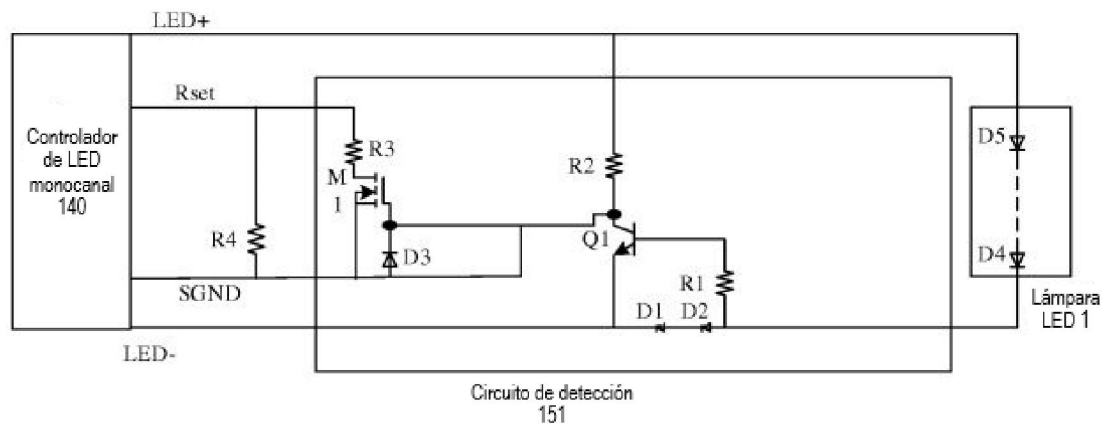 LED+
Rset
Controlador
de LED
monocanal
140
R3
M
1
R4
D3
SGND
LED-
R2
Q1
R1
D1
D2
D5
D4
Lámpara
LED 1
Circuito de detección
151